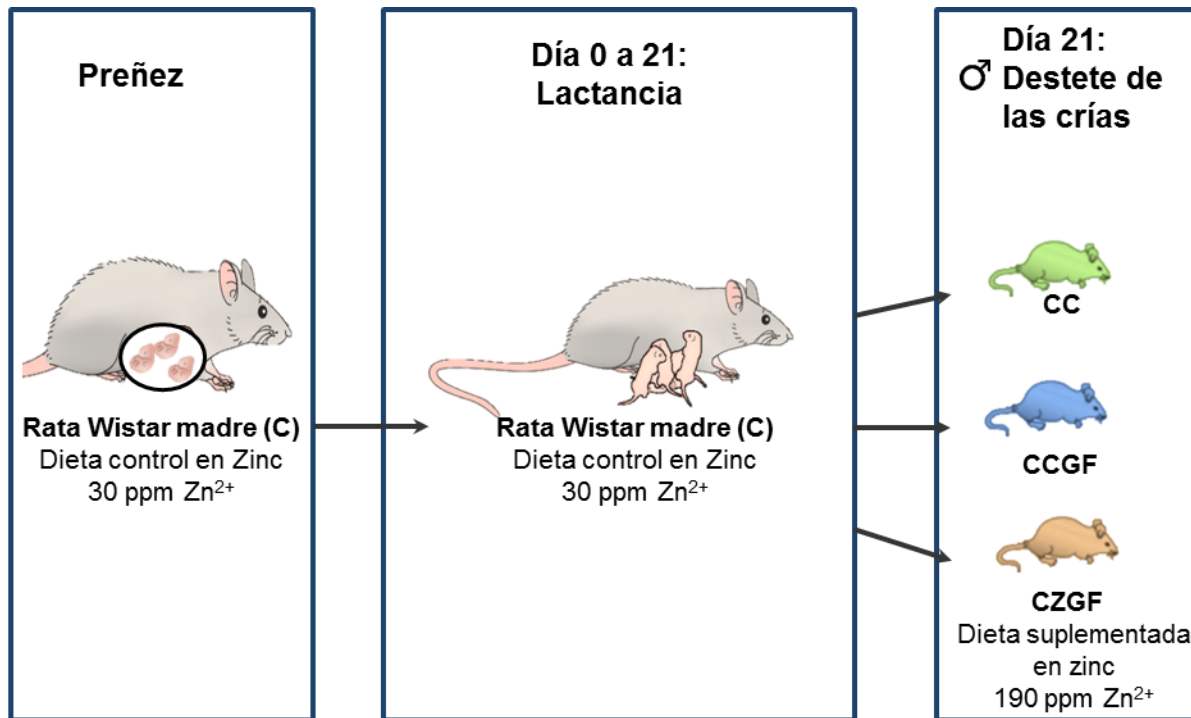 Preñez
Rata Wistar madre (C)
Dieta control en Zinc
30 ppm Zn²⁺
Día 0 a 21:
Lactancia
Rata Wistar madre (C)
Dieta control en Zinc
30 ppm Zn²⁺
Día 21:
♂ Destete de
las crías
CC
CCGF
CZGF
Dieta suplementada
en zinc
190 ppm Zn²⁺